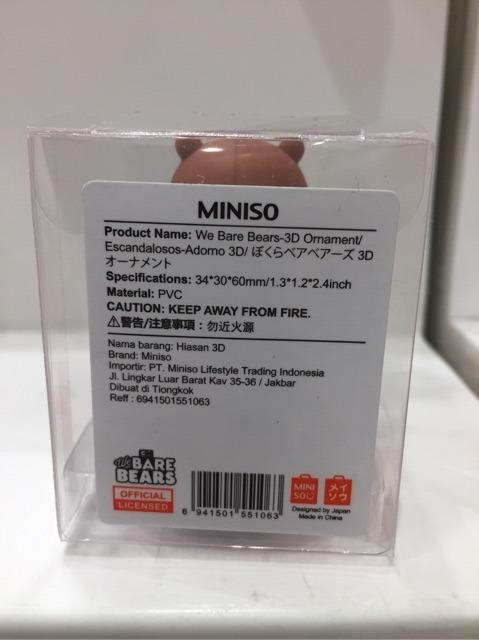 MINISO
Product Name: We Bare Bears-3D Ornament/
Escandalosos-Adorno 3D/ ぼくらベアベアーズ 3D
オーナメント
Specifications: 34*30*60mm/1.3*1.2*2.4inch
Material: PVC
CAUTION: KEEP AWAY FROM FIRE.
⚠警告/注意事項：勿近火源
Nama barang: Hiasan 3D
Brand: Miniso
Importir: PT. Miniso Lifestyle Trading Indonesia
Jl. Lingkar Luar Barat Kav 35-36 / Jakbar
Dibuat di Tiongkok
Reff : 6941501551063
We BARE
BEARS
OFFICIAL
LICENSED
6 941501 551063
MINI
SO
メイ
ソウ
Designed by Japan
Made in China